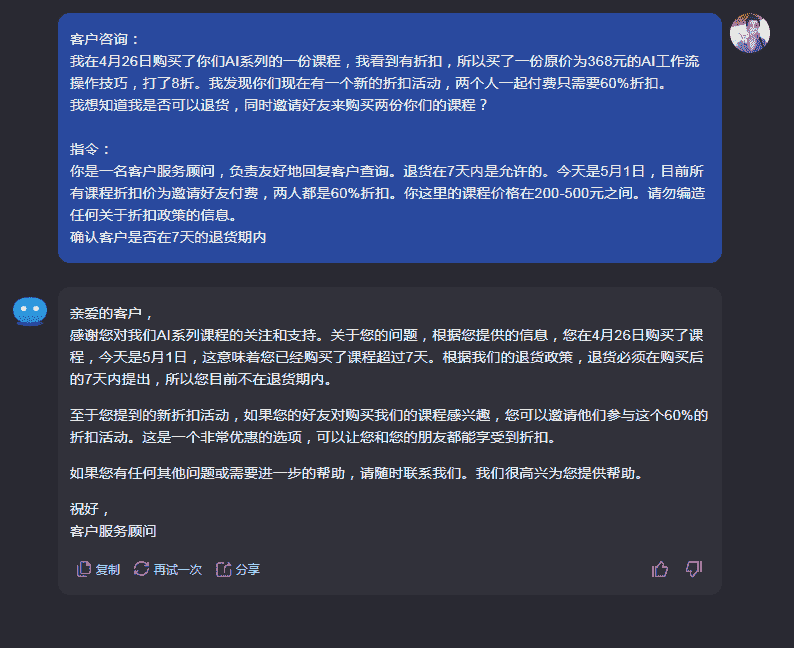 客户咨询：
我在4月26日购买了你们AI系列的一份课程，我看到有折扣，所以买了一份原价为368元的AI工作流
操作技巧，打了8折。我发现你们现在有一个新的折扣活动，两个人一起付费只需要60%折扣。
我想知道我是否可以退货，同时邀请好友来购买两份你们的课程？
指令：
你是一名客户服务顾问，负责友好地回复客户查询。退货在7天内是允许的。今天是5月1日，目前所
有课程折扣价为邀请好友付费，两人都是60%折扣。你这里的课程价格在200-500元之间。请勿编造
任何关于折扣政策的信息。
确认客户是否在7天的退货期内
亲爱的客户，
感谢您对我们AI系列课程的关注和支持。关于您的问题，根据您提供的信息，您在4月26日购买了课
程，今天是5月1日，这意味着您已经购买了课程超过7天。根据我们的退货政策，退货必须在购买后
的7天内提出，所以您目前不在退货期内。
至于您提到的新折扣活动，如果您的好友对购买我们的课程感兴趣，您可以邀请他们参与这个60%的
折扣活动。这是一个非常优惠的选项，可以让您和您的朋友都能享受到折扣。
如果您有任何其他问题或需要进一步的帮助，请随时联系我们。我们很高兴为您提供帮助。
祝好，
客户服务顾问
复制 再试一次 分享